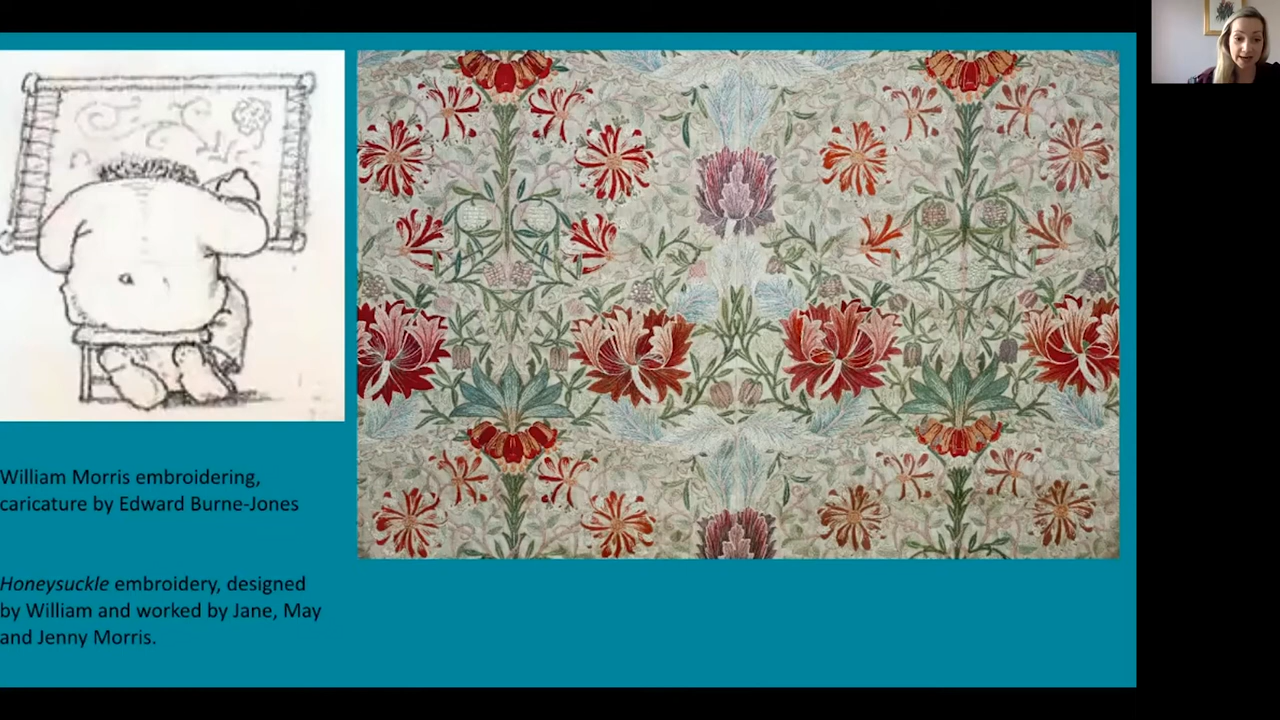 William Morris embroidering,
caricature by Edward Burne-Jones
Honeysuckle embroidery, designed
by William and worked by Jane, May
and Jenny Morris.